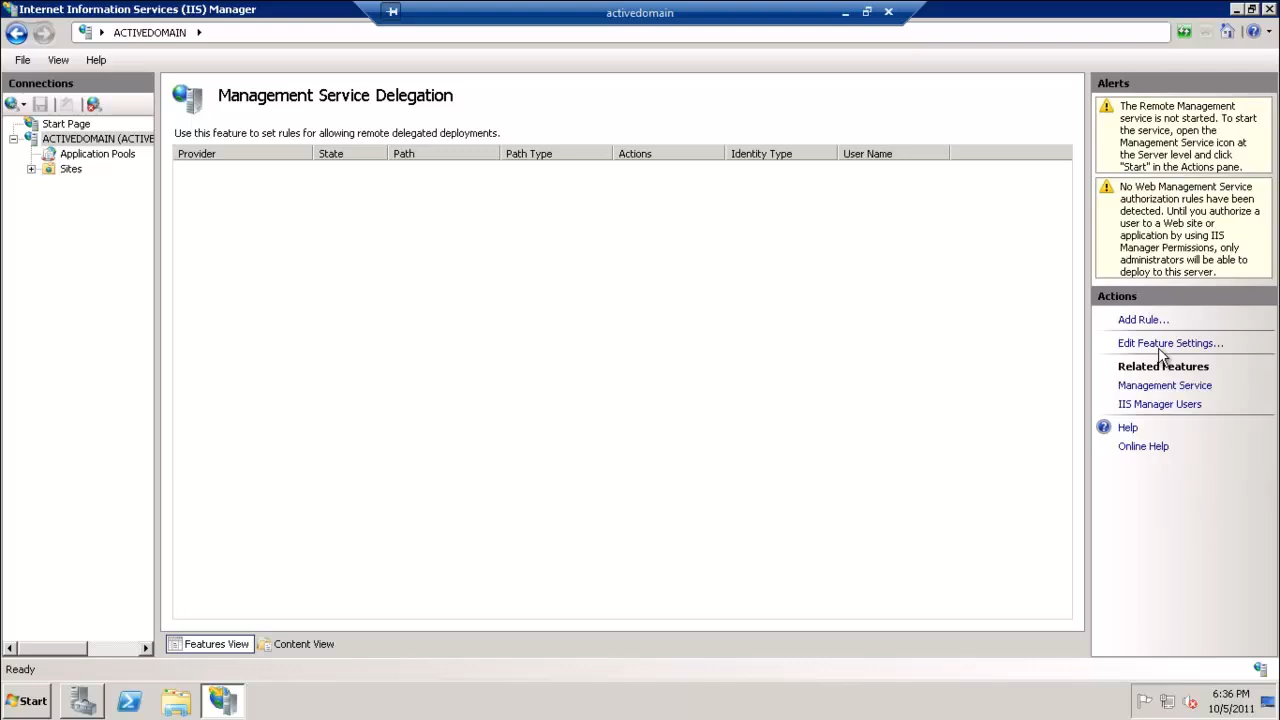 Internet Information Services (IIS) Manager
activedomain
ACTIVEDOMAIN
File View Help
Connections
Start Page
ACTIVEDOMAIN (ACTIVE
Application Pools
Sites
Management Service Delegation
Use this feature to set rules for allowing remote delegated deployments.
Provider State Path Path Type Actions Identity Type User Name
Features View Content View
Alerts
The Remote Management
service is not started. To start
the service, open the
Management Service icon at
the Server level and click
"Start" in the Actions pane.
No Web Management Service
authorization rules have been
detected. Until you authorize a
user to a Web site or
application by using IIS
Manager Permissions, only
administrators will be able to
deploy to this server.
Actions
Add Rule...
Edit Feature Settings...
Related Features
Management Service
IIS Manager Users
Help
Online Help
Ready
Start
6:36 PM
10/5/2011